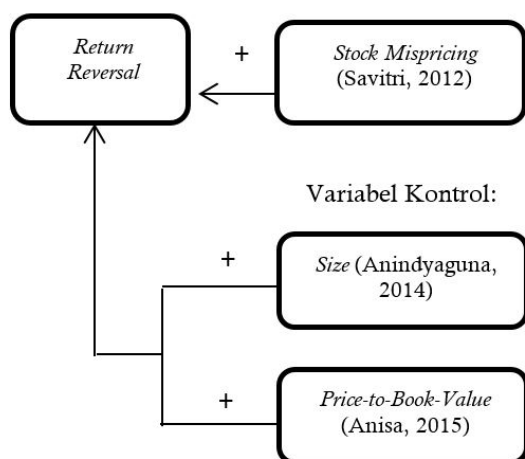 Return
Reversal
+
Stock Mispricing
(Savitri, 2012)
Variabel Kontrol:
+
Size (Anindyaguna,
2014)
+
Price-to-Book-Value
(Anisa, 2015)